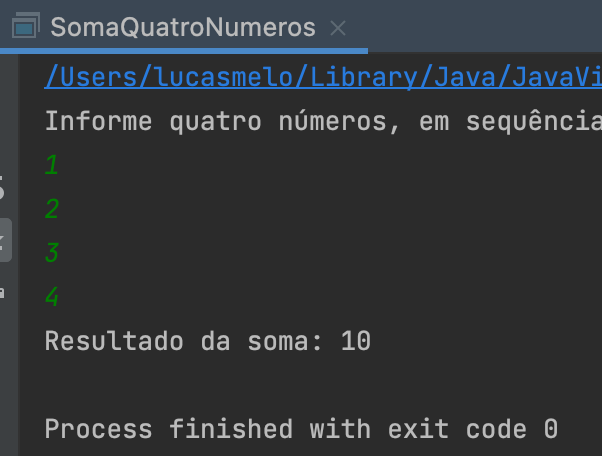 SomaQuatroNumeros
/Users/lucasmelo/Library/Java/JavaVi
Informe quatro números, em sequência
1
2
3
4
Resultado da soma: 10
Process finished with exit code 0